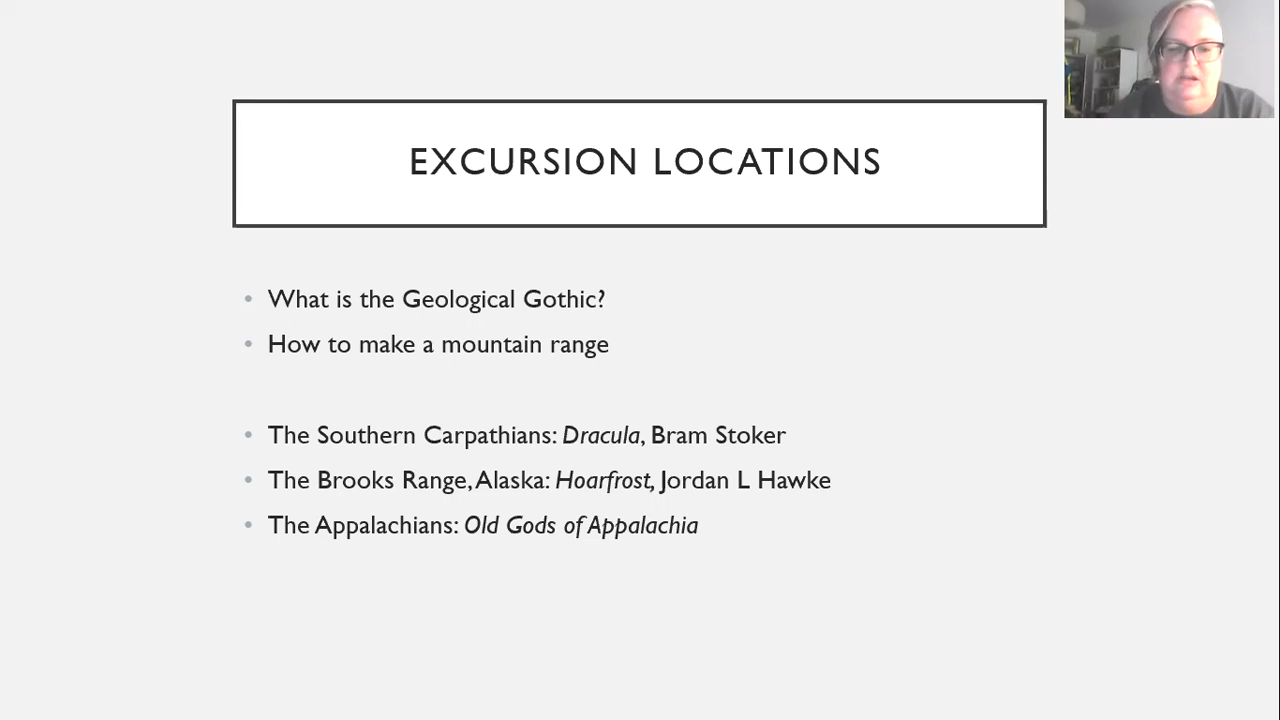 EXCURSION LOCATIONS
• What is the Geological Gothic?
• How to make a mountain range
• The Southern Carpathians: Dracula, Bram Stoker
• The Brooks Range, Alaska: Hoarfrost, Jordan L Hawke
• The Appalachians: Old Gods of Appalachia